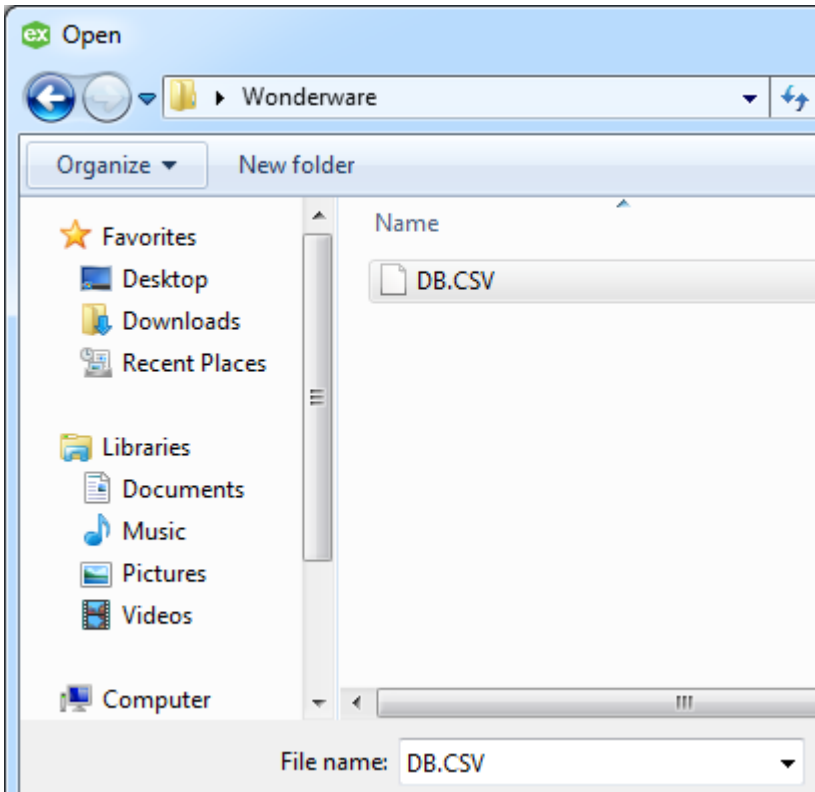 ex Open
Wonderware
Organize New folder
Favorites
Desktop
Downloads
Recent Places
Libraries
Documents
Music
Pictures
Videos
Computer
Name
DB.CSV
File name: DB.CSV